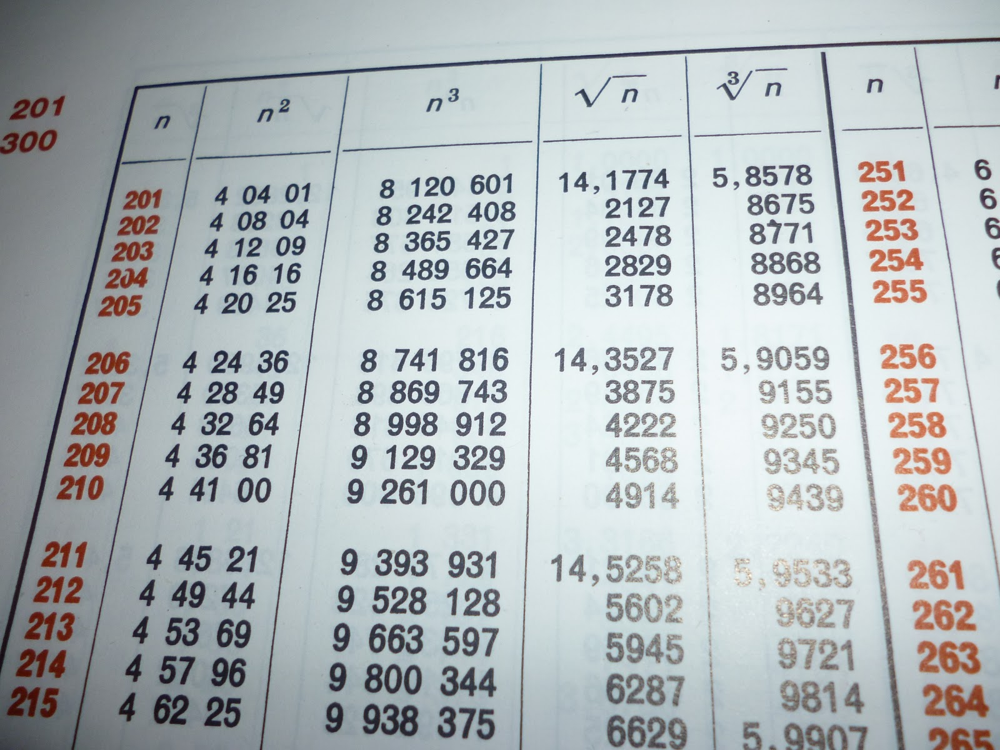 201
300
n n² n³ √n ³√n n
201 4 04 01 8 120 601 14,1774 5,8578 251 6
202 4 08 04 8 242 408 2127 8675 252 6
203 4 12 09 8 365 427 2478 8771 253 6
204 4 16 16 8 489 664 2829 8868 254 6
205 4 20 25 8 615 125 3178 8964 255
206 4 24 36 8 741 816 14,3527 5,9059 256
207 4 28 49 8 869 743 3875 9155 257
208 4 32 64 8 998 912 4222 9250 258
209 4 36 81 9 129 329 4568 9345 259
210 4 41 00 9 261 000 4914 9439 260
211 4 45 21 9 393 931 14,5258 5,9533 261
212 4 49 44 9 528 128 5602 9627 262
213 4 53 69 9 663 597 5945 9721 263
214 4 57 96 9 800 344 6287 9814 264
215 4 62 25 9 938 375 6629 5,9907 265